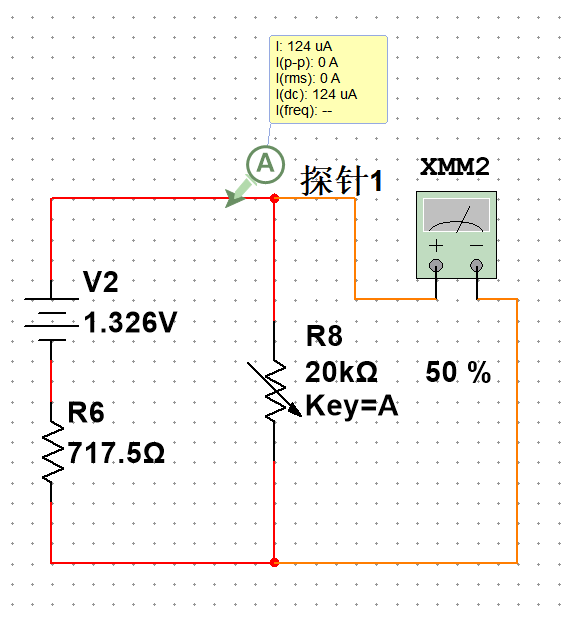 I: 124 uA
I(p-p): 0 A
I(rms): 0 A
I(dc): 124 uA
I(freq): --
A
探针1
XMM2
+ −
V2
1.326V
R8
20kΩ 50 %
Key=A
R6
717.5Ω